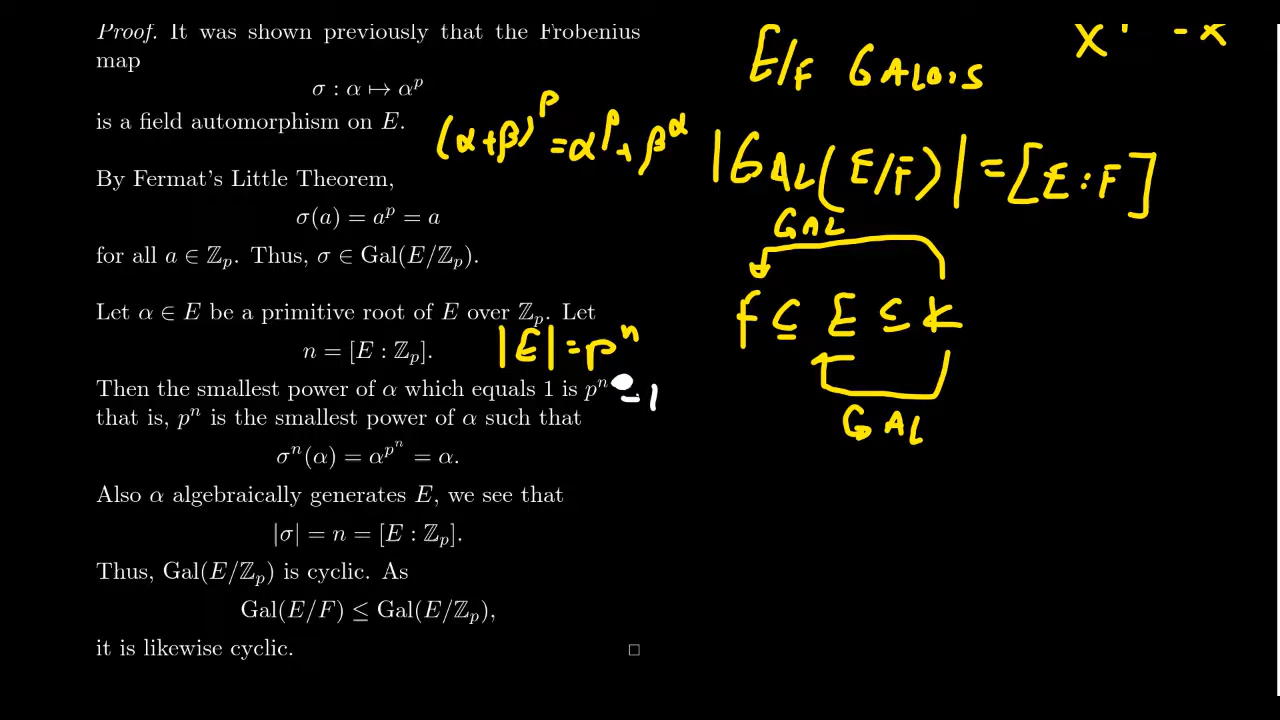 Proof. It was shown previously that the Frobenius
map
σ : α ↦ α^p
is a field automorphism on E.
By Fermat's Little Theorem,
σ(a) = a^p = a
for all a ∈ ℤ_p. Thus, σ ∈ Gal(E/ℤ_p).
Let α ∈ E be a primitive root of E over ℤ_p. Let
n = [E : ℤ_p].
Then the smallest power of α which equals 1 is p^n - 1
that is, p^n is the smallest power of α such that
σ^n(α) = α^{p^n} = α.
Also α algebraically generates E, we see that
|σ| = n = [E : ℤ_p].
Thus, Gal(E/ℤ_p) is cyclic. As
Gal(E/F) ≤ Gal(E/ℤ_p),
it is likewise cyclic.
□
(α+β)^p = α^p + β^α
|E| = p^n
E/F GALOIS
- x
|GAL(E/F)| = [E : F]
GAL
F ⊆ E ⊆ K
GAL